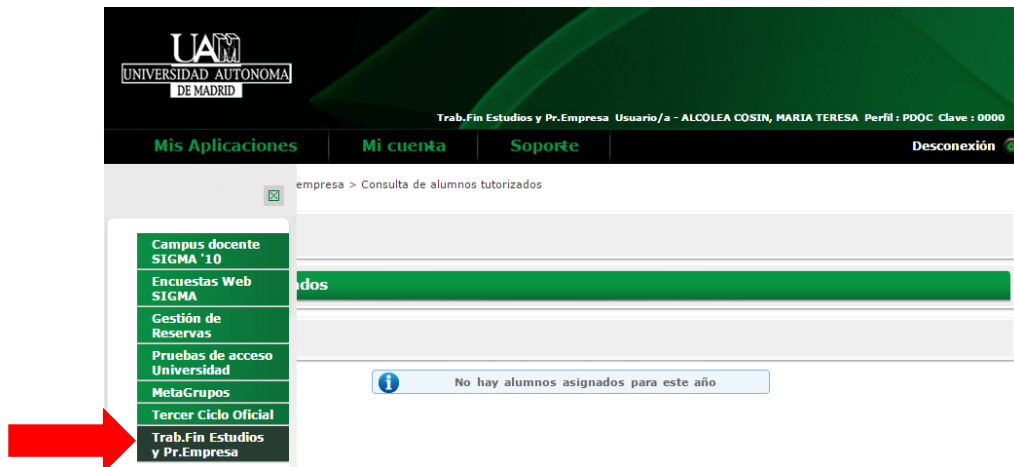 UAM
UNIVERSIDAD AUTONOMA
DE MADRID
Trab.Fin Estudios y Pr.Empresa Usuario/a - ALCOLEA COSIN, MARIA TERESA Perfil : PDOC Clave : 0000
Mis Aplicaciones Mi cuenta Soporte Desconexión
empresa > Consulta de alumnos tutorizados
Campus docente
SIGMA '10
Encuestas Web
SIGMA
dos
Gestión de
Reservas
Pruebas de acceso
Universidad
No hay alumnos asignados para este año
MetaGrupos
Tercer Ciclo Oficial
Trab.Fin Estudios
y Pr.Empresa